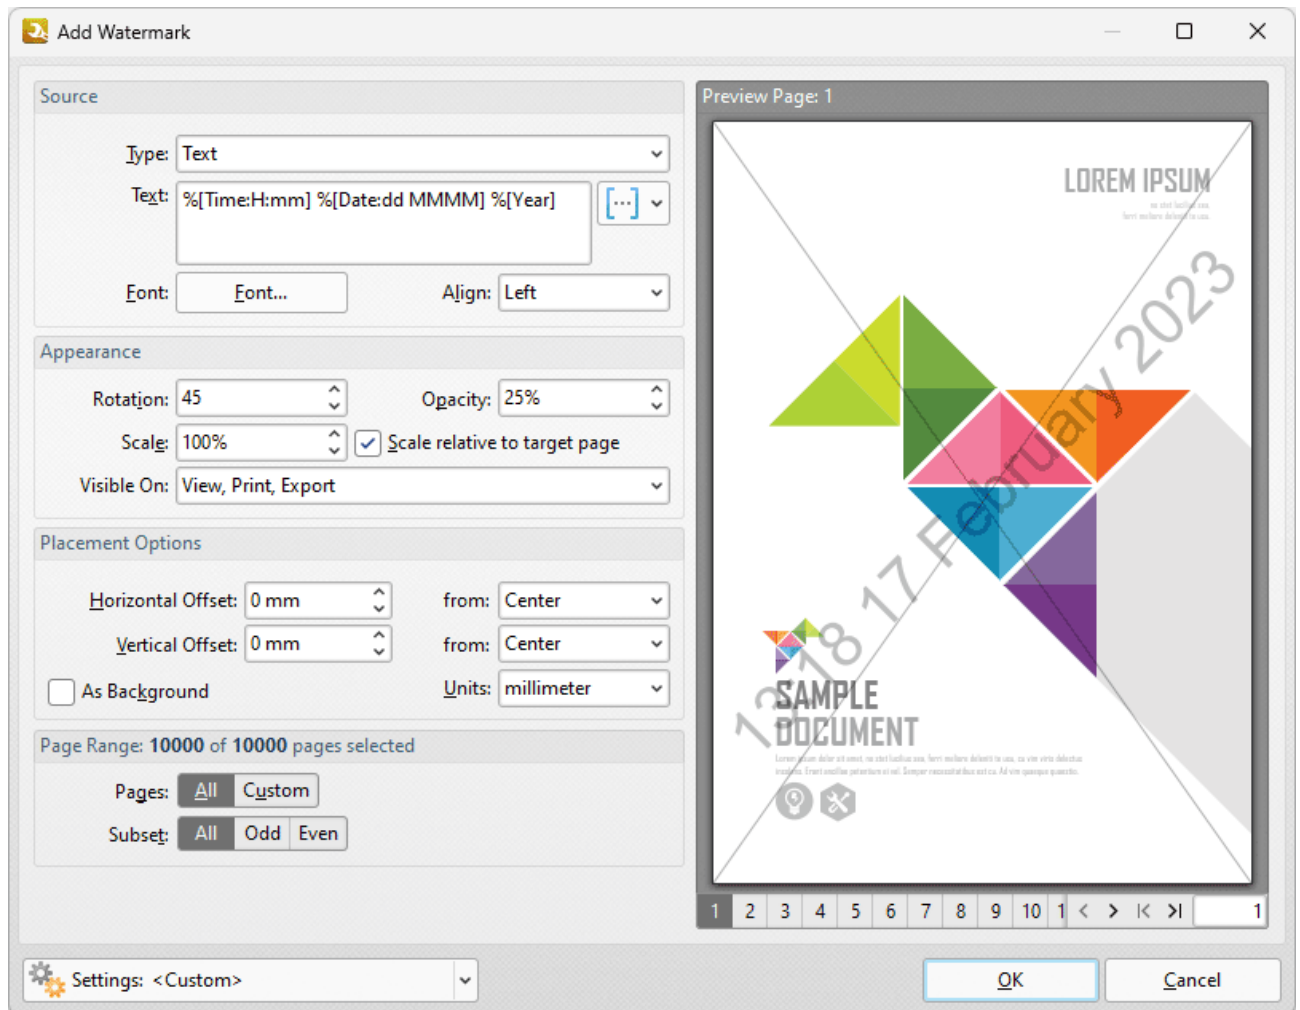 Add Watermark
Source
Type: Text
Text: %[Time:H:mm] %[Date:dd MMMM] %[Year]
Font: Font... Align: Left
Appearance
Rotation: 45 Opacity: 25%
Scale: 100% Scale relative to target page
Visible On: View, Print, Export
Placement Options
Horizontal Offset: 0 mm from: Center
Vertical Offset: 0 mm from: Center
As Background Units: millimeter
Page Range: 10000 of 10000 pages selected
Pages: All Custom
Subset: All Odd Even
Preview Page: 1
LOREM IPSUM
13:18 17 February 2023
SAMPLE
DOCUMENT
1 2 3 4 5 6 7 8 9 10 1 1
Settings: <Custom> OK Cancel